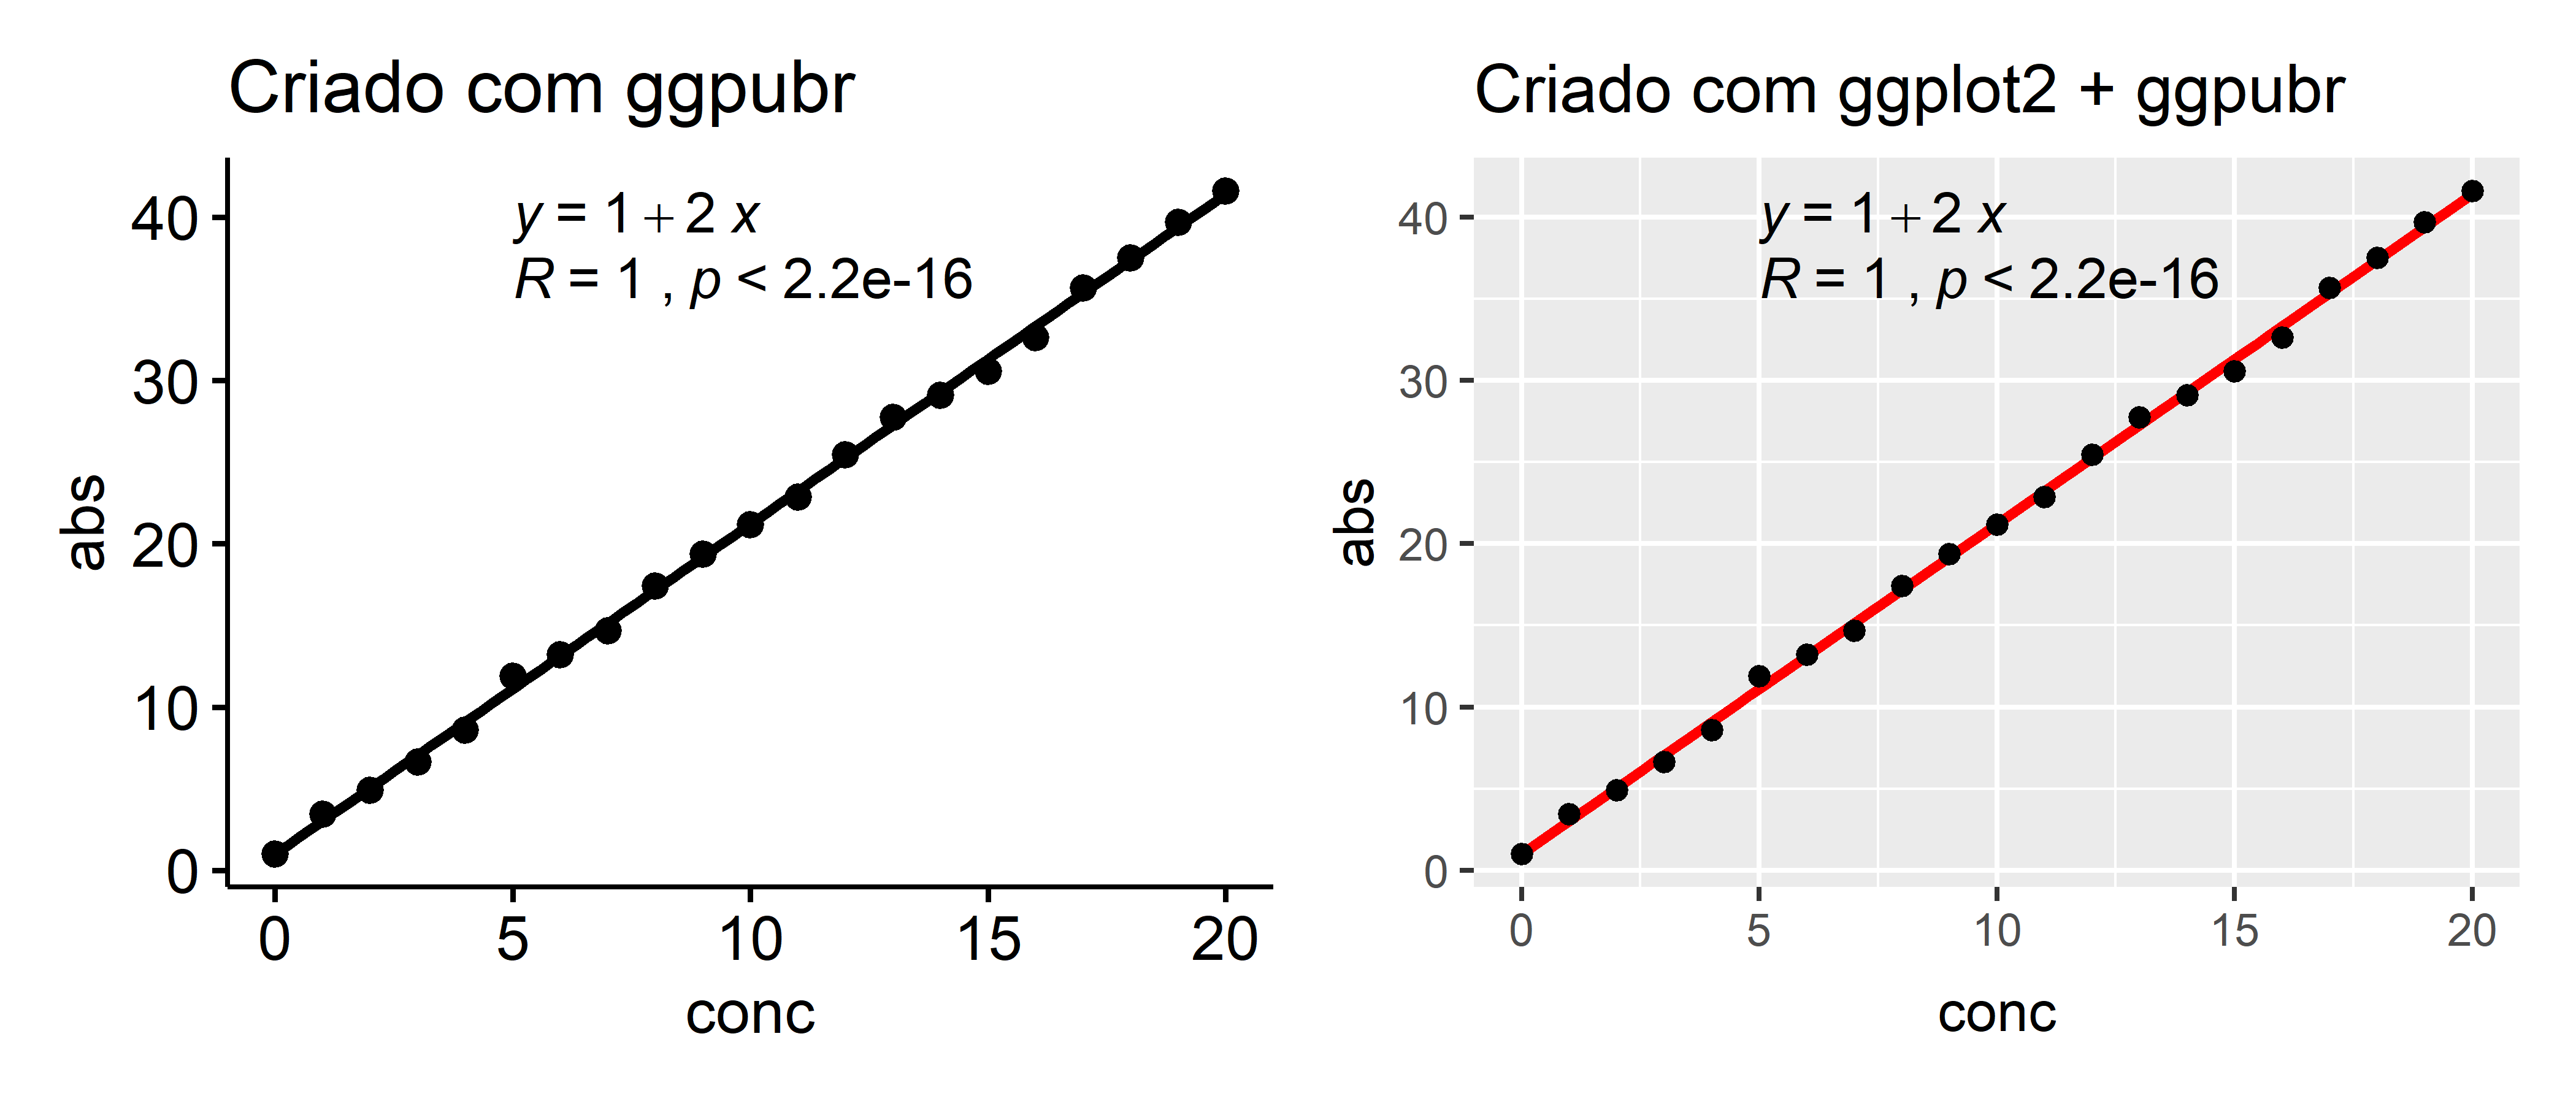 Criado com ggpubr
y = 1 + 2 x
R = 1 , p < 2.2e-16
40
30
20
10
0
abs
0 5 10 15 20
conc
Criado com ggplot2 + ggpubr
y = 1 + 2 x
R = 1 , p < 2.2e-16
40
30
20
10
0
abs
0 5 10 15 20
conc